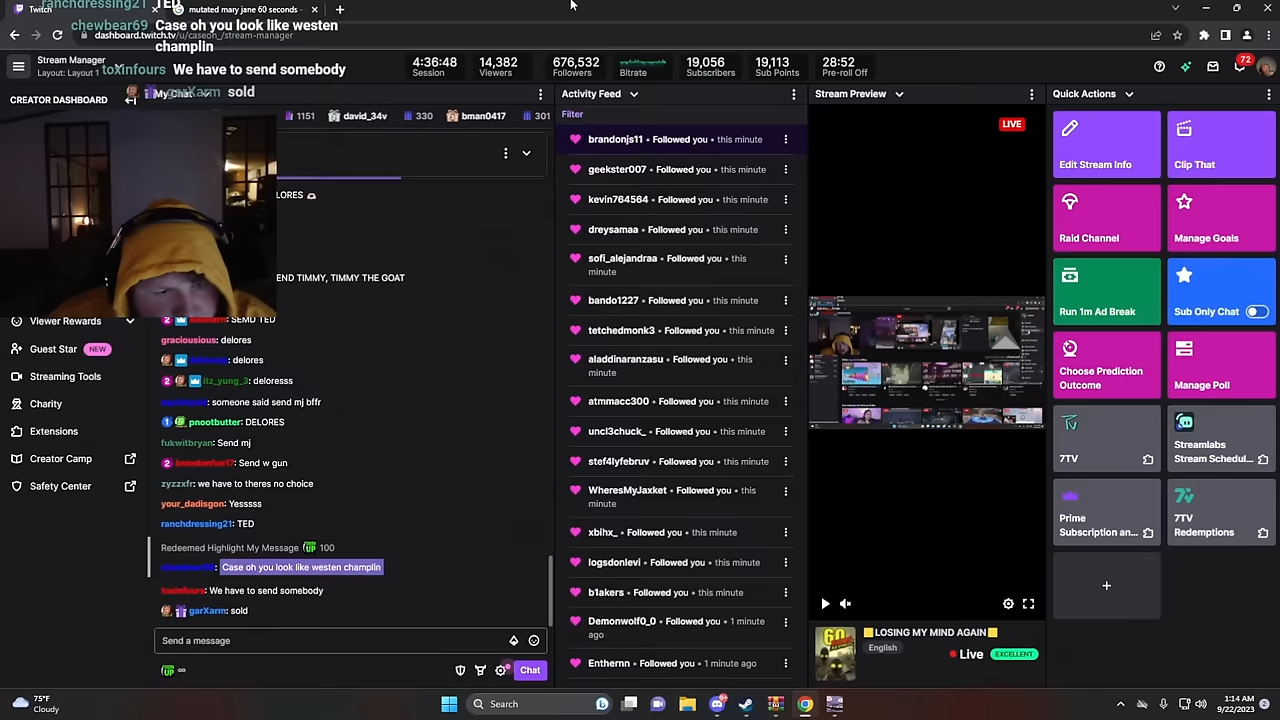 ranchdressing21 TED
Twitch
mutated mary jane 60 seconds -
chewbear69 Case oh you look like westen champlin
dashboard.twitch.tv/u/caseoh_/stream-manager
toxinfours We have to send somebody
garXarm sold
Stream Manager
Layout: Layout 1
4:36:48
Session
14,382
Viewers
676,532
Followers
Bitrate
19,056
Subscribers
19,113
Sub Points
28:52
Pre-roll Off
72
CREATOR DASHBOARD
My Chat
1151 david_34v 330 bman0417 301
ELORES
END TIMMY, TIMMY THE GOAT
Viewer Rewards
Guest Star NEW
Streaming Tools
Charity
Extensions
Creator Camp
Safety Center
SEMD TED
graciousious: delores
delores
itz_yung_3: deloresss
someone said send mj ltfr
pnootbutter: DELORES
fukwitbryan: Send mj
brandonfue17: Send w gun
zyzzxfr: we have to theres no choice
your_dadisgon: Yesssss
ranchdressing21: TED
Redeemed Highlight My Message 100
Case oh you look like westen champlin
toxinfours: We have to send somebody
garXarm: sold
Send a message
Chat
Activity Feed
Filter
brandonjs11 • Followed you • this minute
geekster007 • Followed you • this minute
kevin764564 • Followed you • this minute
dreysamaa • Followed you • this minute
sofi_alejandraa • Followed you • this
minute
bando1227 • Followed you • this minute
tetchedmonk3 • Followed you • this minute
aladdinaranzasu • Followed you • this
minute
atmmacc300 • Followed you • this minute
uncl3chuck_ • Followed you • this minute
stef4lyfebruv • Followed you • this minute
WheresMyJaxket • Followed you • this
minute
xbihx_ • Followed you • this minute
logansolevi • Followed you • this minute
b1akers • Followed you • this minute
Demonwolf0_0 • Followed you • 1 minute
ago
Enthernn • Followed you • 1 minute ago
Stream Preview
LIVE
LOSING MY MIND AGAIN
English
Live EXCELLENT
Quick Actions
Edit Stream Info
Clip That
Raid Channel
Manage Goals
Run 1m Ad Break
Sub Only Chat
Choose Prediction
Outcome
Manage Poll
7TV
Streamlabs
Stream Schedul...
Prime
Subscription an...
7TV
Redemptions
75°F
Cloudy
Search
1:14 AM
9/22/2023